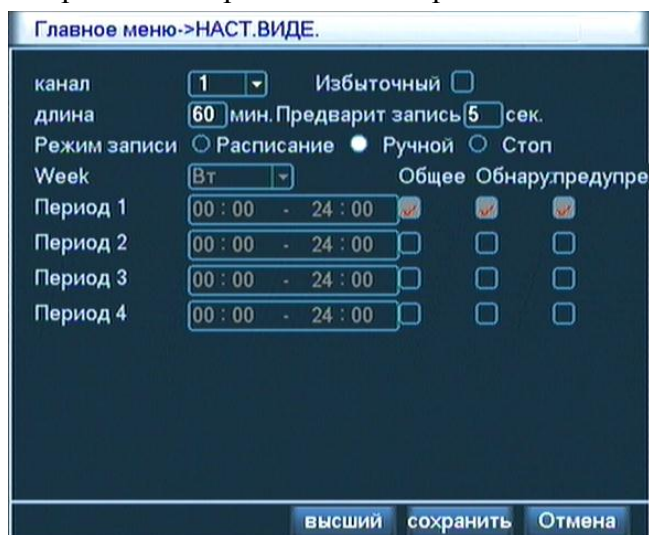 Главное меню->НАСТ.ВИДЕ.
канал 1 Избыточный
длина 60 мин. Предварит запись 5 сек.
Режим записи Расписание Ручной Стоп
Week Вт Общее Обнару.предупре
Период 1 00 : 00 - 24 : 00
Период 2 00 : 00 - 24 : 00
Период 3 00 : 00 - 24 : 00
Период 4 00 : 00 - 24 : 00
высший сохранить Отмена